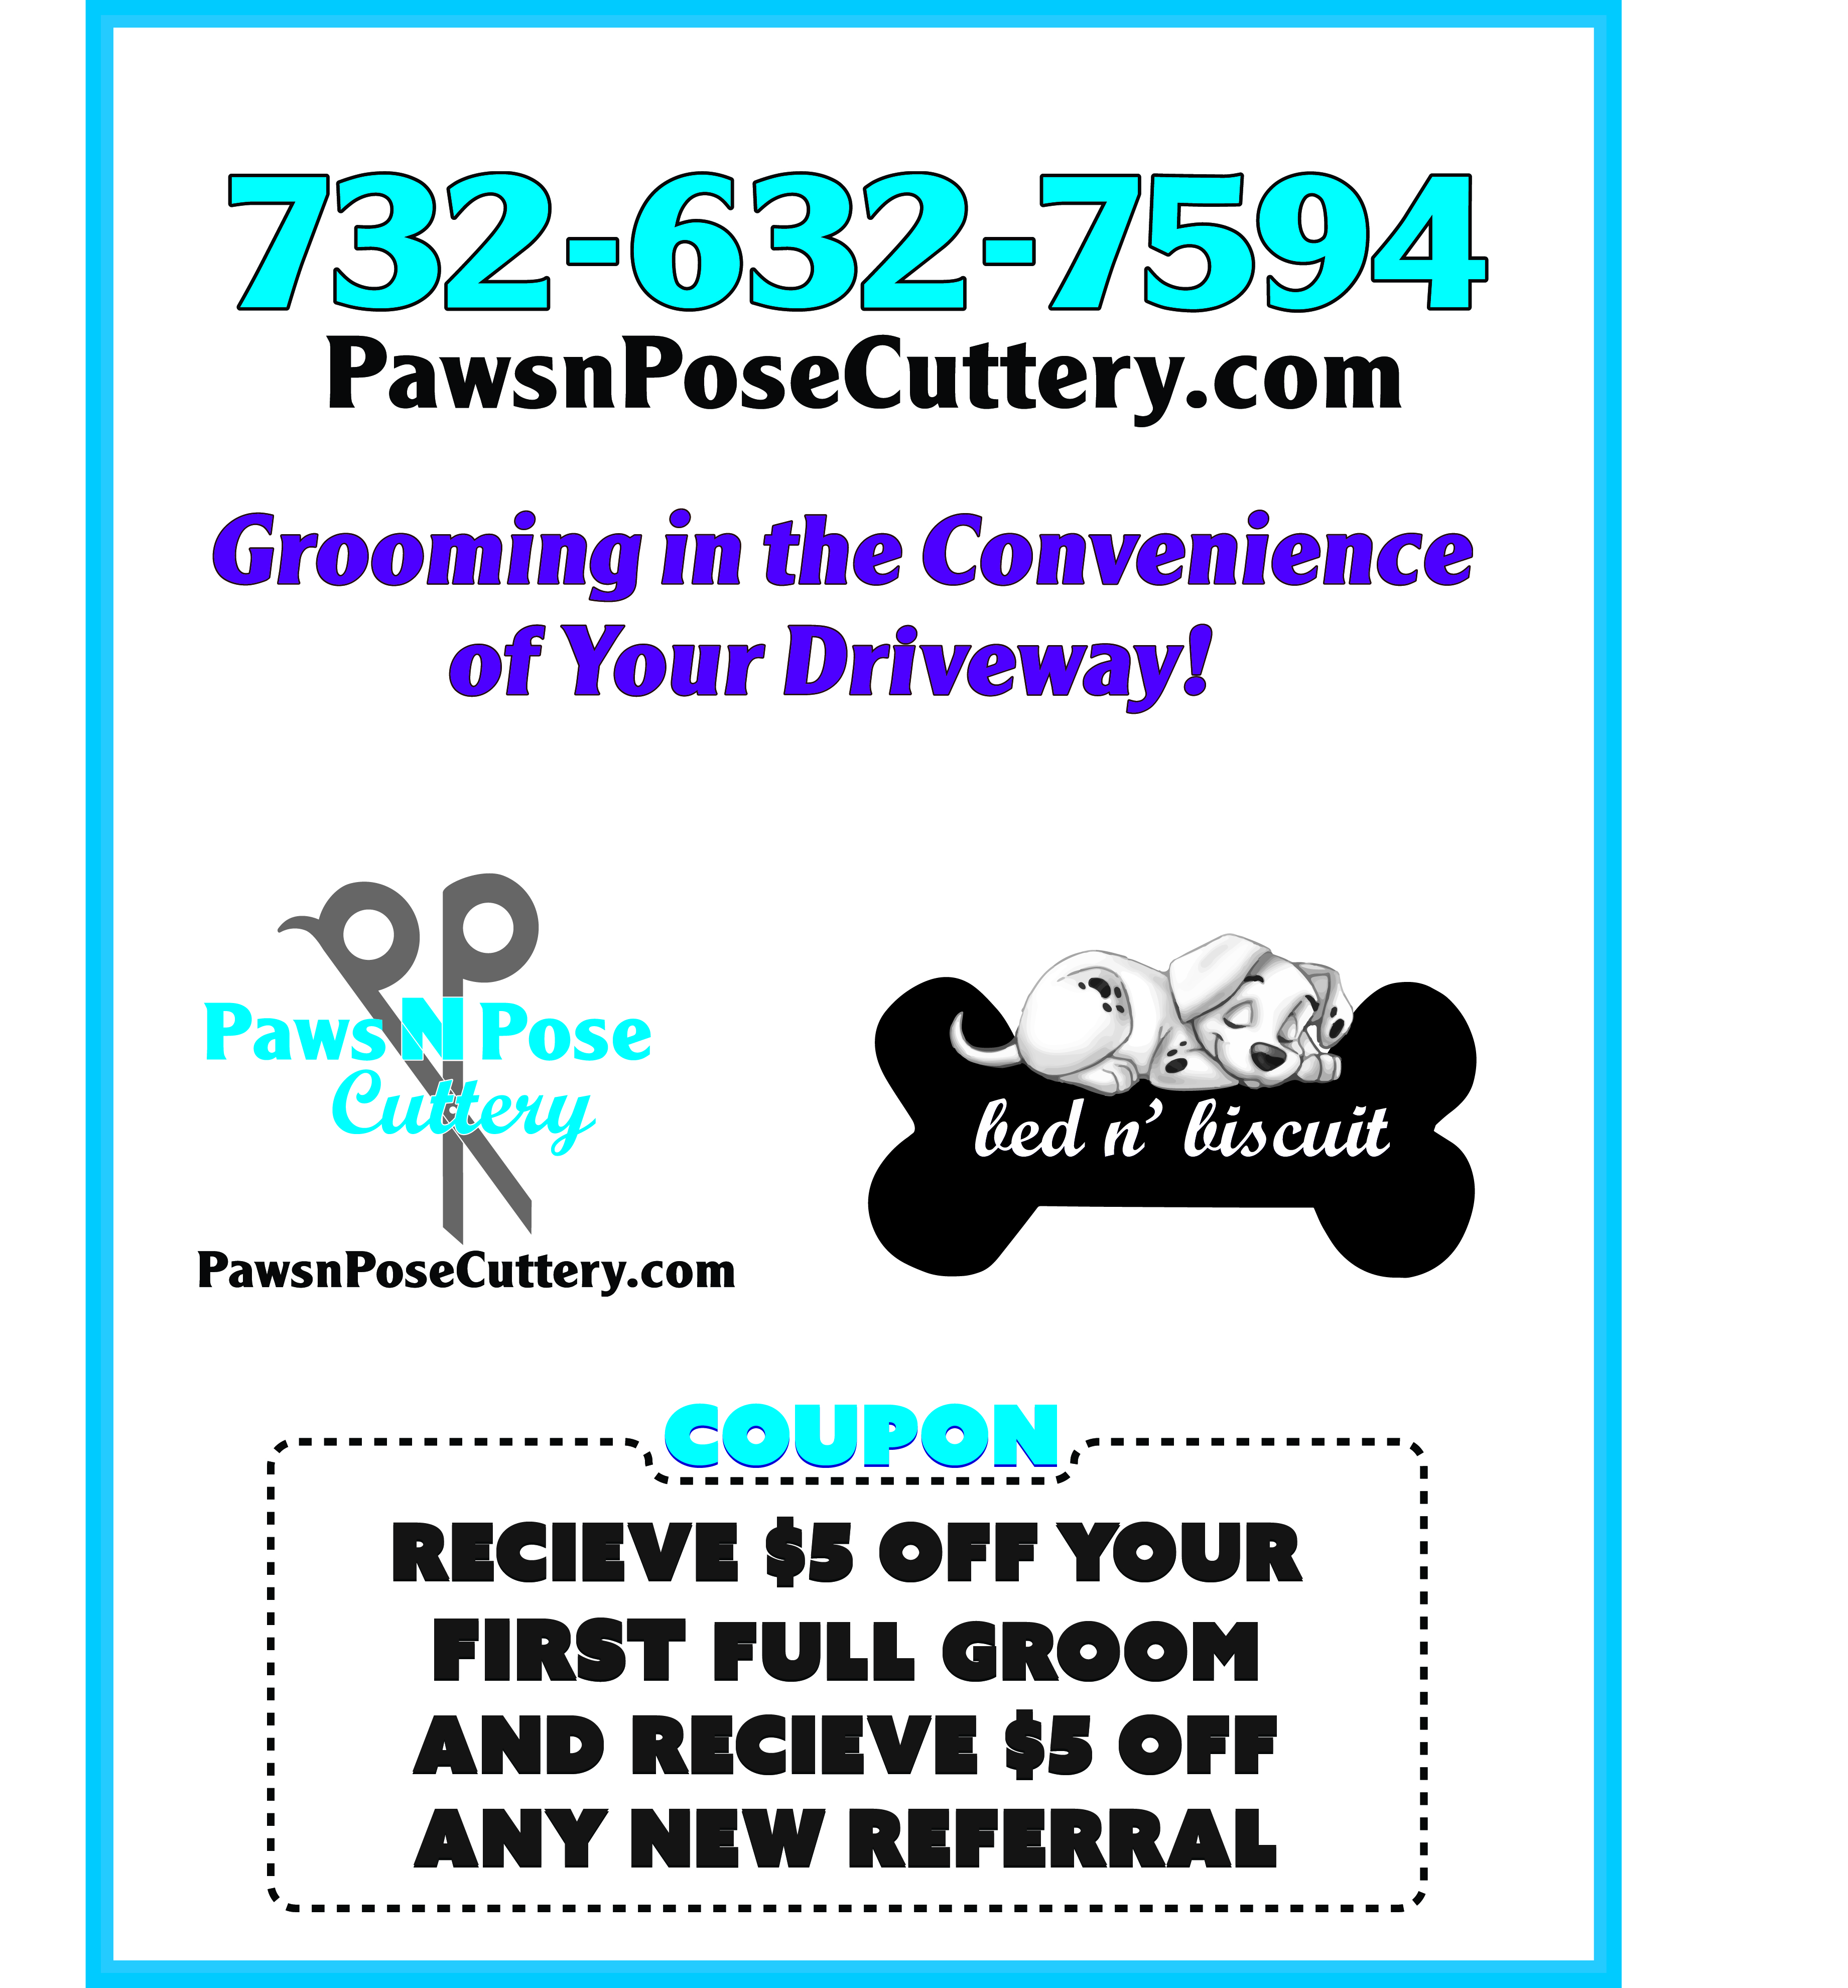 732-632-7594
PawsnPoseCuttery.com
Grooming in the Convenience
of Your Driveway!
Paws N Pose
Cuttery
PawsnPoseCuttery.com
bed n' biscuit
COUPON
RECIEVE $5 OFF YOUR
FIRST FULL GROOM
AND RECIEVE $5 OFF
ANY NEW REFERRAL